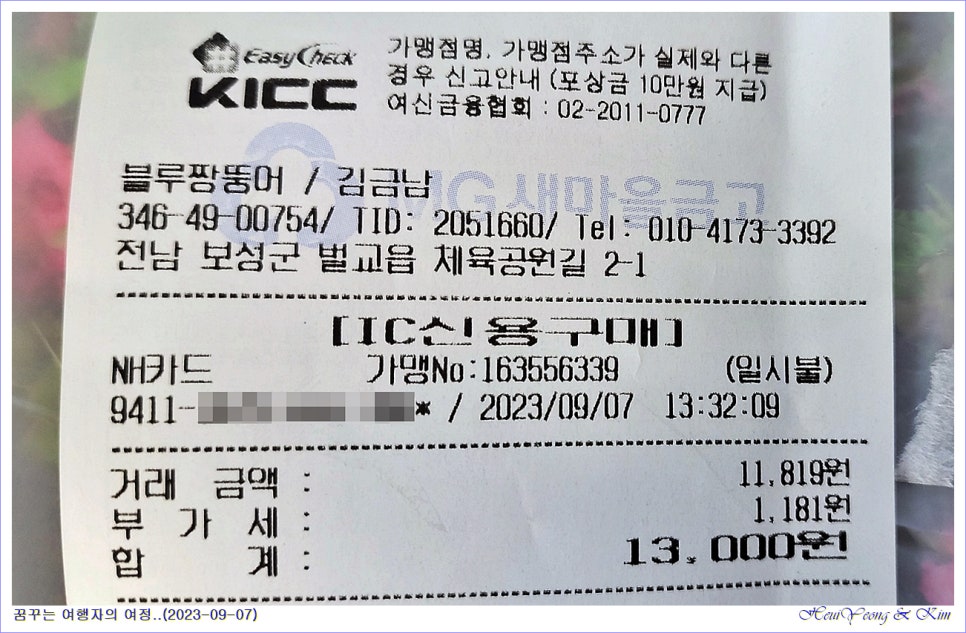 EasyCheck
KICC
가맹점명, 가맹점주소가 실제와 다른
경우 신고안내 (포상금 10만원 지급)
여신금융협회 : 02-2011-0777
MG새마을금고
블루짱뚱어 / 김금남
346-49-00754/ TID: 2051660/ Tel: 010-4173-3392
전남 보성군 벌교읍 체육공원길 2-1
[IC신용구매]
NH카드 가맹No:163556339 (일시불)
9411- * / 2023/09/07 13:32:09
거래 금액 : 11,819원
부 가 세 : 1,181원
합 계 : 13,000원
꿈꾸는 여행자의 여정..(2023-09-07)
HeuiYeong & Kim